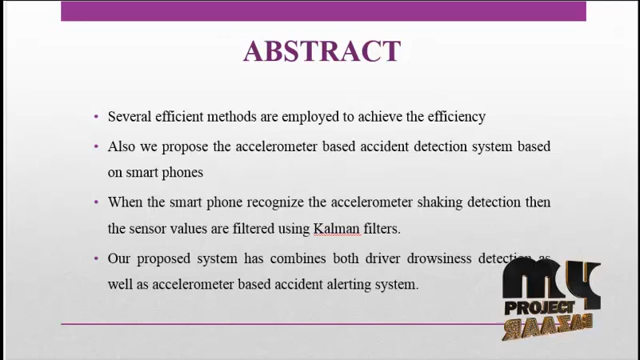 ABSTRACT
• Several efficient methods are employed to achieve the efficiency
• Also we propose the accelerometer based accident detection system based
on smart phones
• When the smart phone recognize the accelerometer shaking detection then
the sensor values are filtered using Kalman filters.
• Our proposed system has combines both driver drowsiness detection as
well as accelerometer based accident alerting system.
MY
PROJECT
BAZAAR